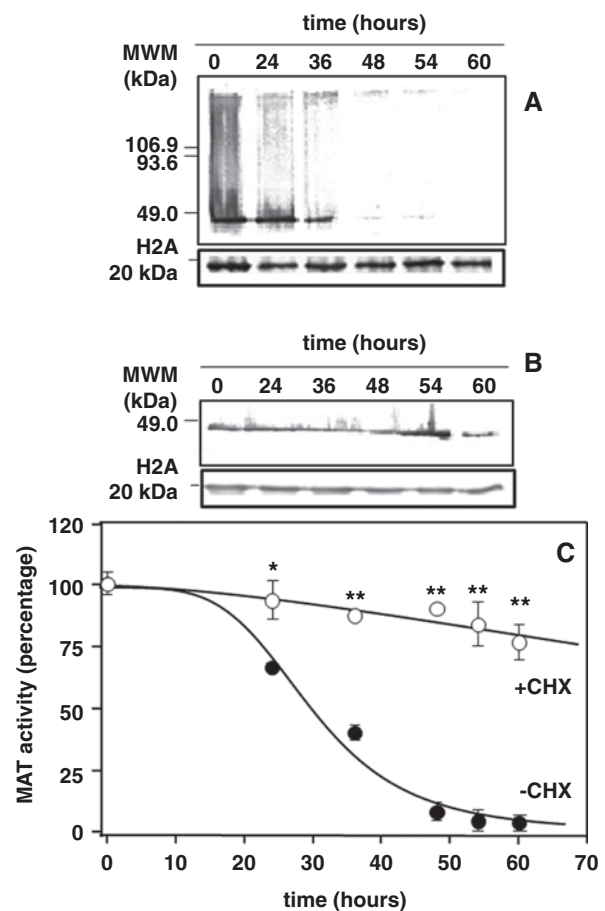 time (hours)
MWM
(kDa)
0 24 36 48 54 60
A
106.9
93.6
49.0
H2A
20 kDa
time (hours)
B
MWM
(kDa)
0 24 36 48 54 60
49.0
H2A
20 kDa
C
MAT activity (percentage)
120
100
75
50
25
0
* ** ** ** **
+CHX
-CHX
0 10 20 30 40 50 60 70
time (hours)